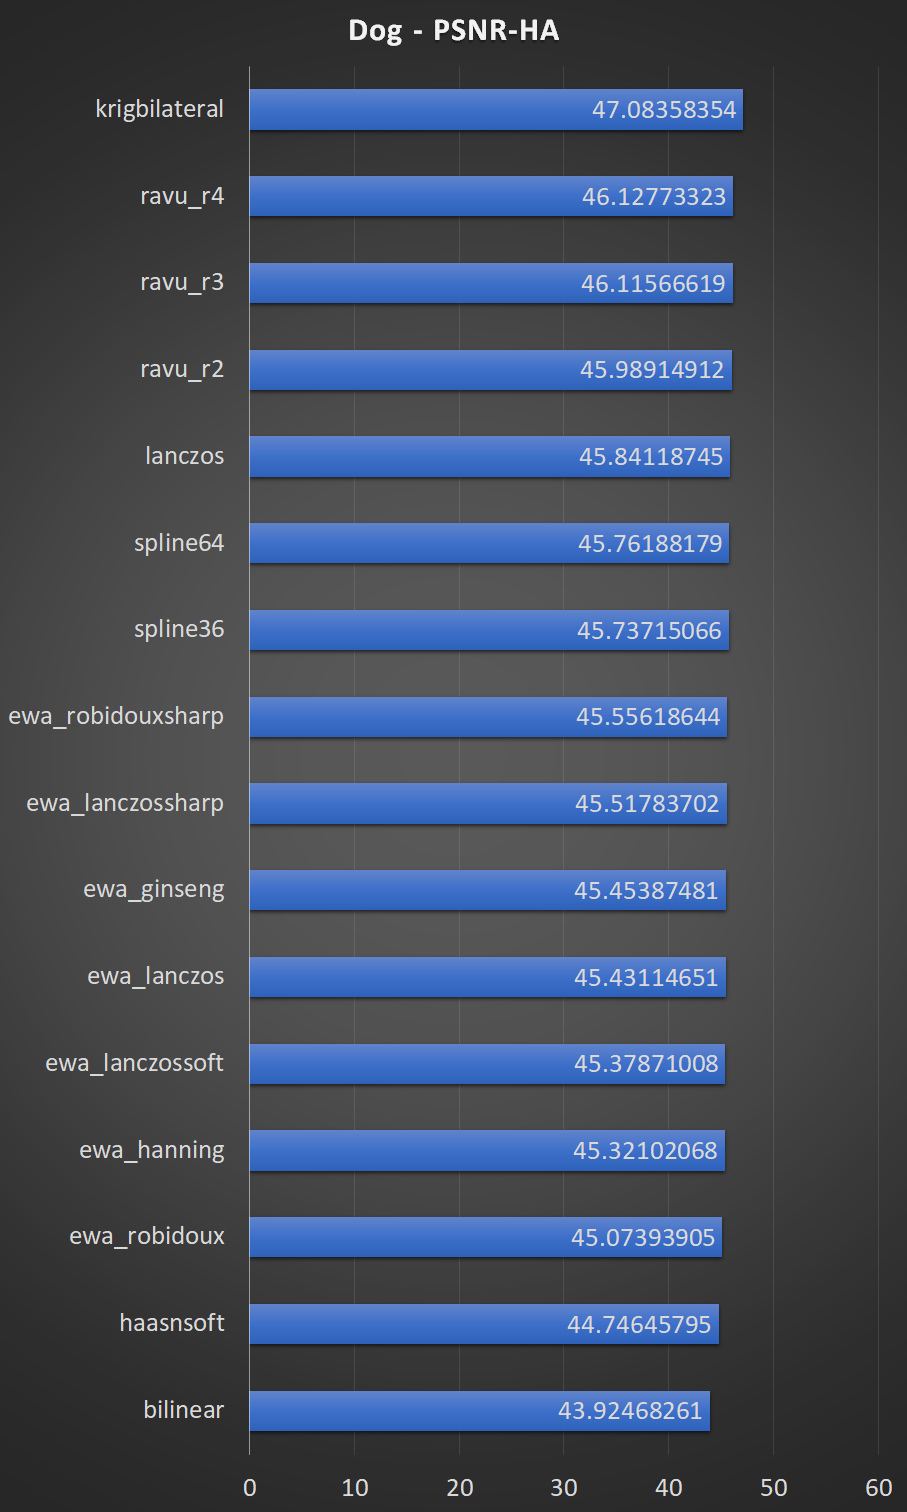 Dog - PSNR-HA
krigbilateral 47.08358354
ravu_r4 46.12773323
ravu_r3 46.11566619
ravu_r2 45.98914912
lanczos 45.84118745
spline64 45.76188179
spline36 45.73715066
ewa_robidouxsharp 45.55618644
ewa_lanczossharp 45.51783702
ewa_ginseng 45.45387481
ewa_lanczos 45.43114651
ewa_lanczossoft 45.37871008
ewa_hanning 45.32102068
ewa_robidoux 45.07393905
haasnsoft 44.74645795
bilinear 43.92468261
0 10 20 30 40 50 60